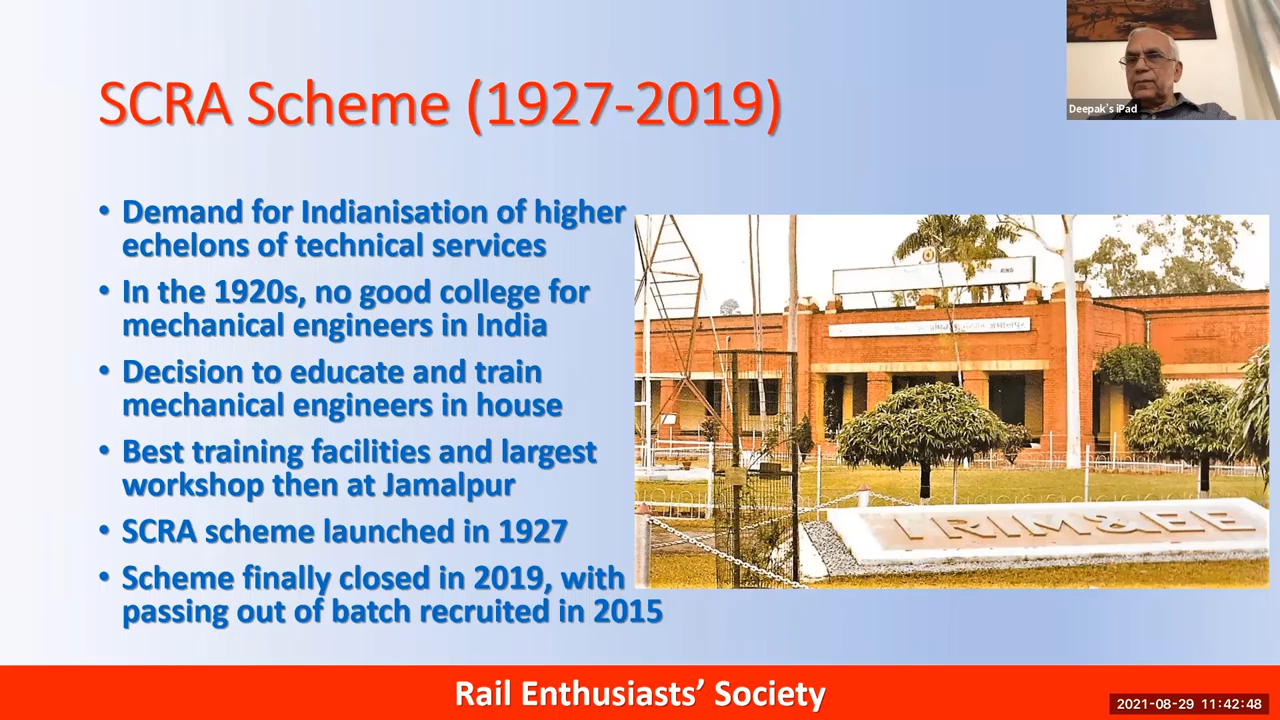 SCRA Scheme (1927-2019)
Deepak's iPad
• Demand for Indianisation of higher
echelons of technical services
• In the 1920s, no good college for
mechanical engineers in India
• Decision to educate and train
mechanical engineers in house
• Best training facilities and largest
workshop then at Jamalpur
• SCRA scheme launched in 1927
• Scheme finally closed in 2019, with
passing out of batch recruited in 2015
IRIM&EE
Rail Enthusiasts' Society
2021-08-29 11:42:48